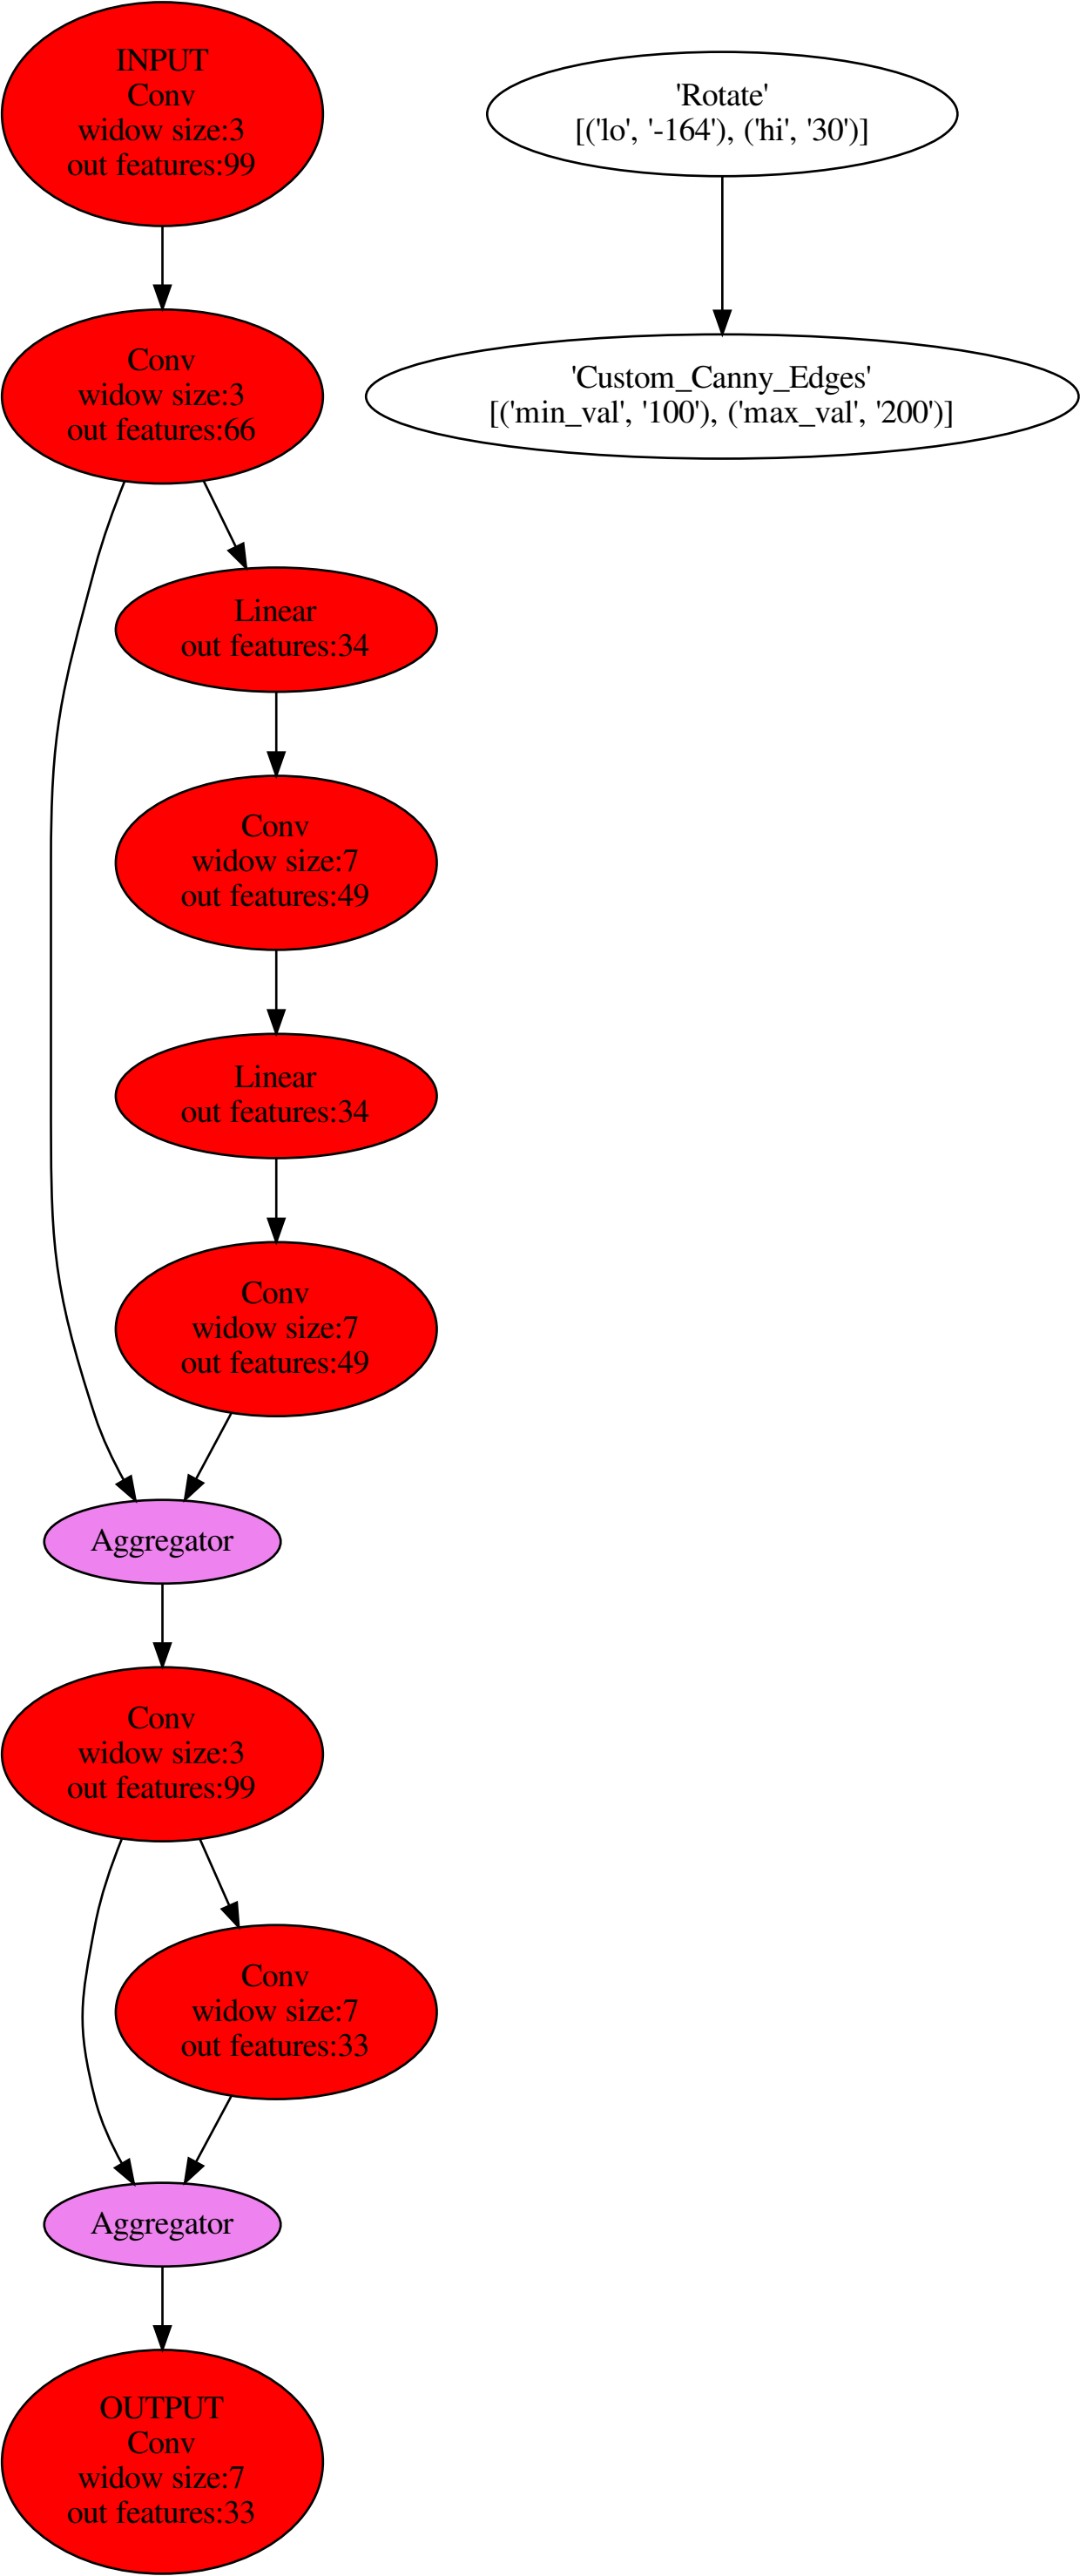 INPUT
Conv
widow size:3
out features:99
'Rotate'
[('lo', '-164'), ('hi', '30')]
Conv
widow size:3
out features:66
'Custom_Canny_Edges'
[('min_val', '100'), ('max_val', '200')]
Linear
out features:34
Conv
widow size:7
out features:49
Linear
out features:34
Conv
widow size:7
out features:49
Aggregator
Conv
widow size:3
out features:99
Conv
widow size:7
out features:33
Aggregator
OUTPUT
Conv
widow size:7
out features:33